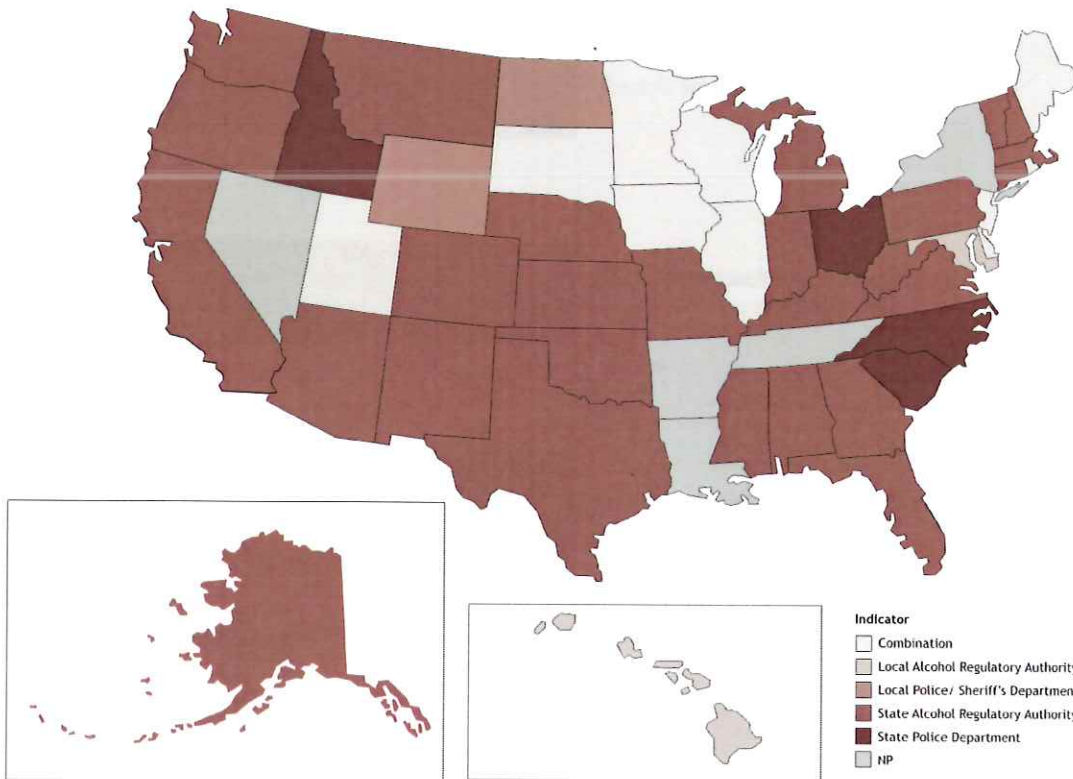 Indicator
Combination
Local Alcohol Regulatory Authority
Local Police/ Sheriff's Department
State Alcohol Regulatory Authority
State Police Department
NP